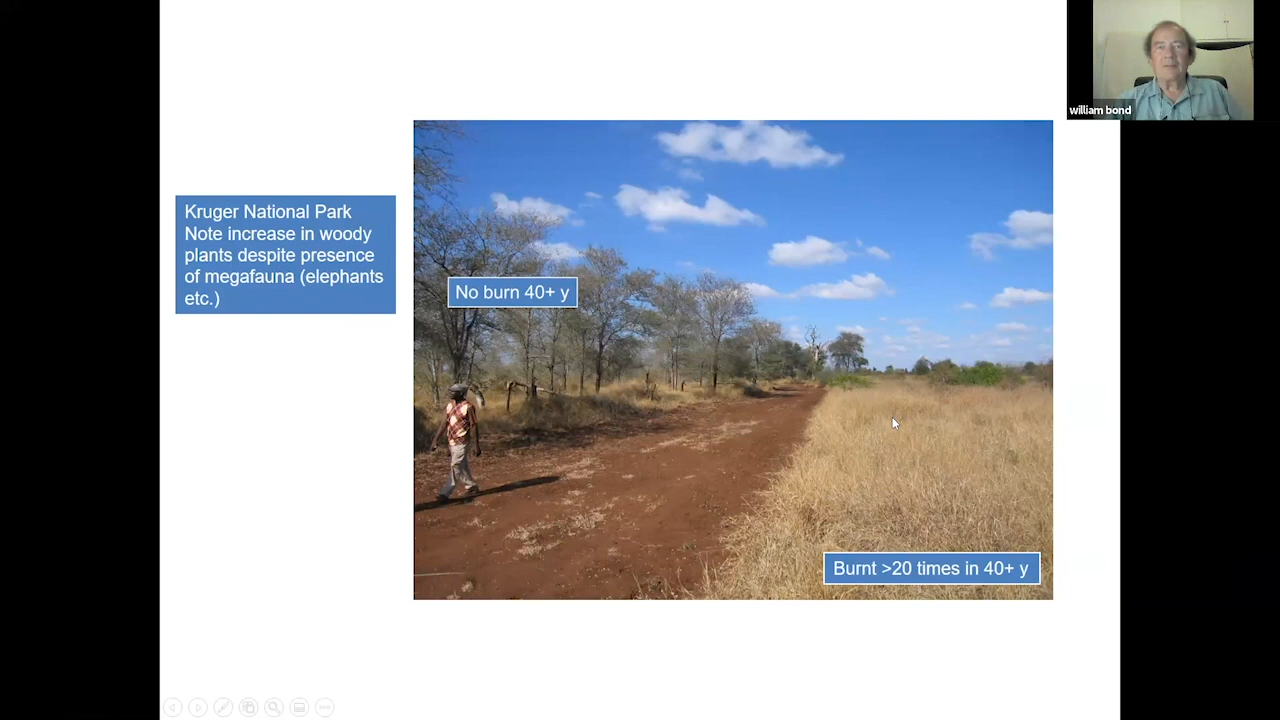 william bond
Kruger National Park
Note increase in woody
plants despite presence
of megafauna (elephants
etc.)
No burn 40+ y
Burnt >20 times in 40+ y